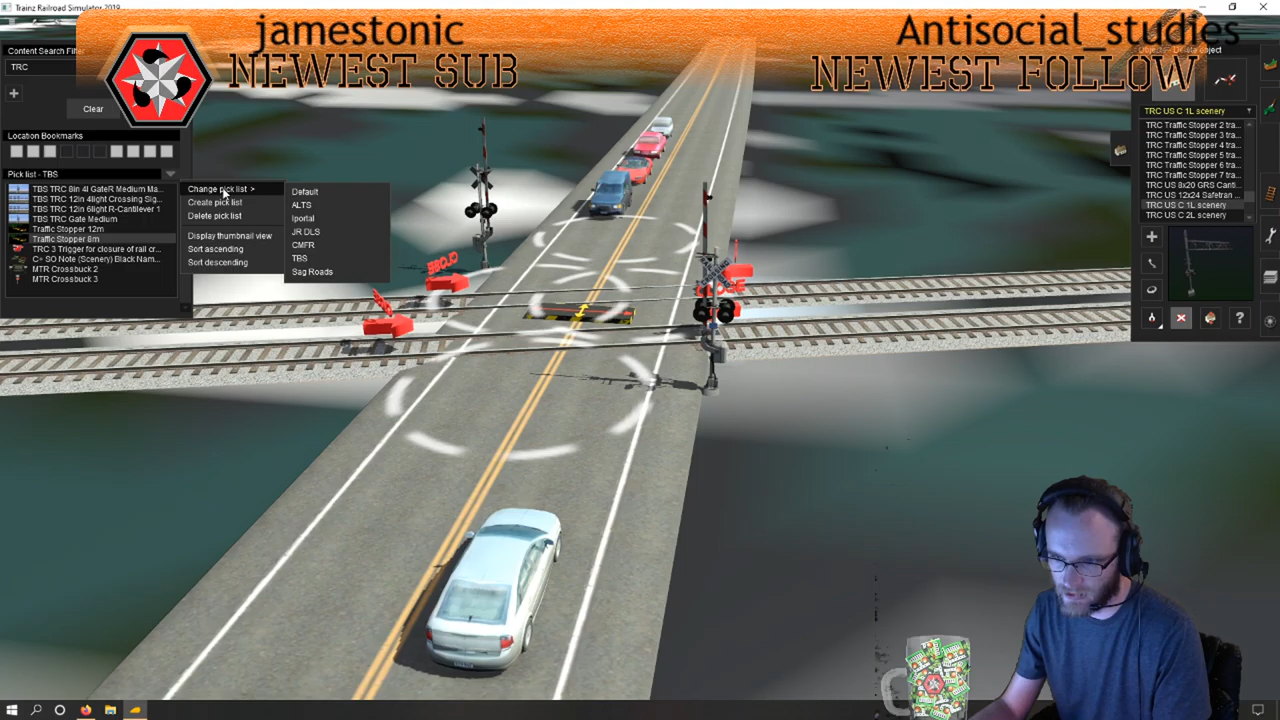 Trainz Railroad Simulator 2019
jamestonic
NEWEST SUB
Antisocial_studies
NEWEST FOLLOW
Content Search Filter
TRC
Clear
Location Bookmarks
Pick list - TBS
TBS TRC 8in 4l GateR Medium Ma...
TBS TRC 12in 4light Crossing Sig...
TBS TRC 12in 6light R-Cantilever 1
TBS TRC Gate Medium
Traffic Stopper 12m
Traffic Stopper 8m
TRC 3 Trigger for closure of rail cr...
C+ SO Note (Scenery) Black Nam...
MTR Crossbuck 2
MTR Crossbuck 3
Change pick list >
Create pick list
Delete pick list
Display thumbnail view
Sort ascending
Sort descending
Default
ALTS
Iportal
JR DLS
CMFR
TBS
Sag Roads
TRC US C 1L scenery
TRC Traffic Stopper 2 tra...
TRC Traffic Stopper 3 tra...
TRC Traffic Stopper 4 tra...
TRC Traffic Stopper 5 tra...
TRC Traffic Stopper 6 tra...
TRC Traffic Stopper 7 tra...
TRC US 8x20 GRS Canti...
TRC US 12x24 Safetran ...
TRC US C 1L scenery
TRC US C 2L scenery